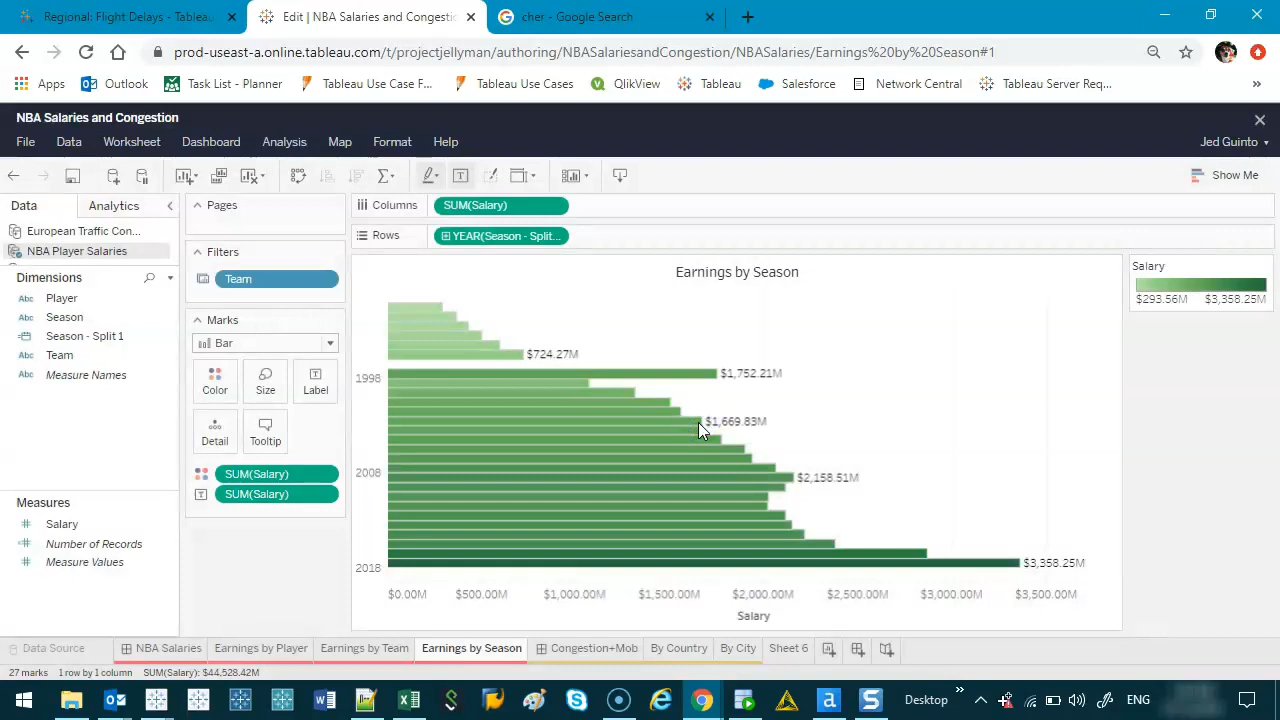 Regional: Flight Delays - Tableau
Edit | NBA Salaries and Congestio
cher - Google Search
prod-useast-a.online.tableau.com/t/projectjellyman/authoring/NBASalariesandCongestion/NBASalaries/Earnings%20by%20Season#1
Apps Outlook Task List - Planner Tableau Use Case F... Tableau Use Cases QlikView Tableau Salesforce Network Central Tableau Server Req... »
NBA Salaries and Congestion
File Data Worksheet Dashboard Analysis Map Format Help Jed Guinto
Show Me
Data Analytics
Pages
Columns SUM(Salary)
European Traffic Con...
NBA Player Salaries
Rows YEAR(Season - Split...
Filters
Team
Dimensions
Abc Player
Abc Season
Season - Split 1
Abc Team
Abc Measure Names
Marks
Bar
Color Size Label
Detail Tooltip
SUM(Salary)
SUM(Salary)
Measures
Salary
Number of Records
Measure Values
Earnings by Season
$724.27M
1998
$1,752.21M
$1,669.83M
2008
$2,158.51M
2018
$3,358.25M
$0.00M $500.00M $1,000.00M $1,500.00M $2,000.00M $2,500.00M $3,000.00M $3,500.00M
Salary
Salary
$293.56M $3,358.25M
Data Source NBA Salaries Earnings by Player Earnings by Team Earnings by Season Congestion+Mob By Country By City Sheet 6
27 marks 1 row by 1 column SUM(Salary): $44,528.42M
Desktop » ENG